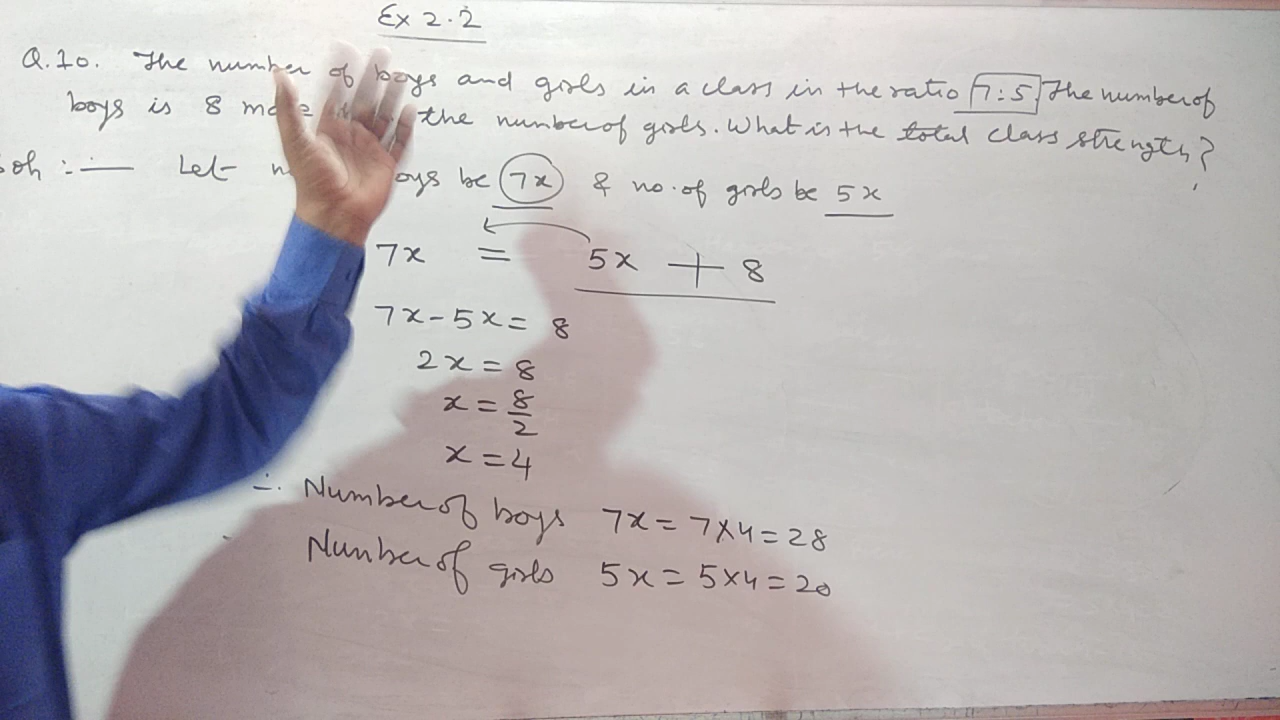 Ex 2.2
Q.10. The number of boys and girls in a class in the ratio 7:5 The number of
boys is 8 the number of girls. What is the total class strength?
Let be 7x & no. of girls be 5x
7x = 5x + 8
7x - 5x = 8
2x = 8
x = 8/2
x = 4
∴ Number of boys 7x = 7×4 = 28
Number of girls 5x = 5×4 = 20